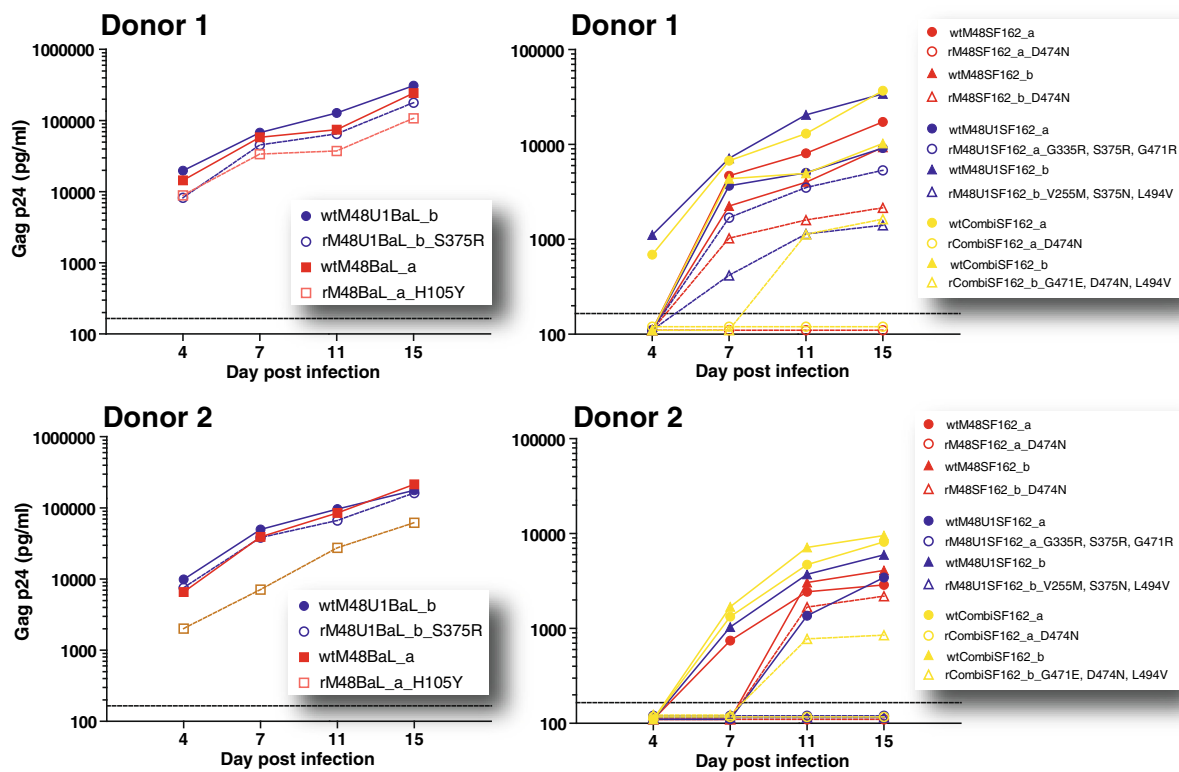 Donor 1
Gag p24 (pg/ml)
1000000
100000
10000
1000
100
4 7 11 15
Day post infection
wtM48U1BaL_b
rM48U1BaL_b_S375R
wtM48BaL_a
rM48BaL_a_H105Y
Donor 1
100000
10000
1000
100
4 7 11 15
Day post infection
wtM48SF162_a
rM48SF162_a_D474N
wtM48SF162_b
rM48SF162_b_D474N
wtM48U1SF162_a
rM48U1SF162_a_G335R, S375R, G471R
wtM48U1SF162_b
rM48U1SF162_b_V255M, S375N, L494V
wtCombiSF162_a
rCombiSF162_a_D474N
wtCombiSF162_b
rCombiSF162_b_G471E, D474N, L494V
Donor 2
Gag p24 (pg/ml)
1000000
100000
10000
1000
100
4 7 11 15
Day post infection
wtM48U1BaL_b
rM48U1BaL_b_S375R
wtM48BaL_a
rM48BaL_a_H105Y
Donor 2
100000
10000
1000
100
4 7 11 15
Day post infection
wtM48SF162_a
rM48SF162_a_D474N
wtM48SF162_b
rM48SF162_b_D474N
wtM48U1SF162_a
rM48U1SF162_a_G335R, S375R, G471R
wtM48U1SF162_b
rM48U1SF162_b_V255M, S375N, L494V
wtCombiSF162_a
rCombiSF162_a_D474N
wtCombiSF162_b
rCombiSF162_b_G471E, D474N, L494V